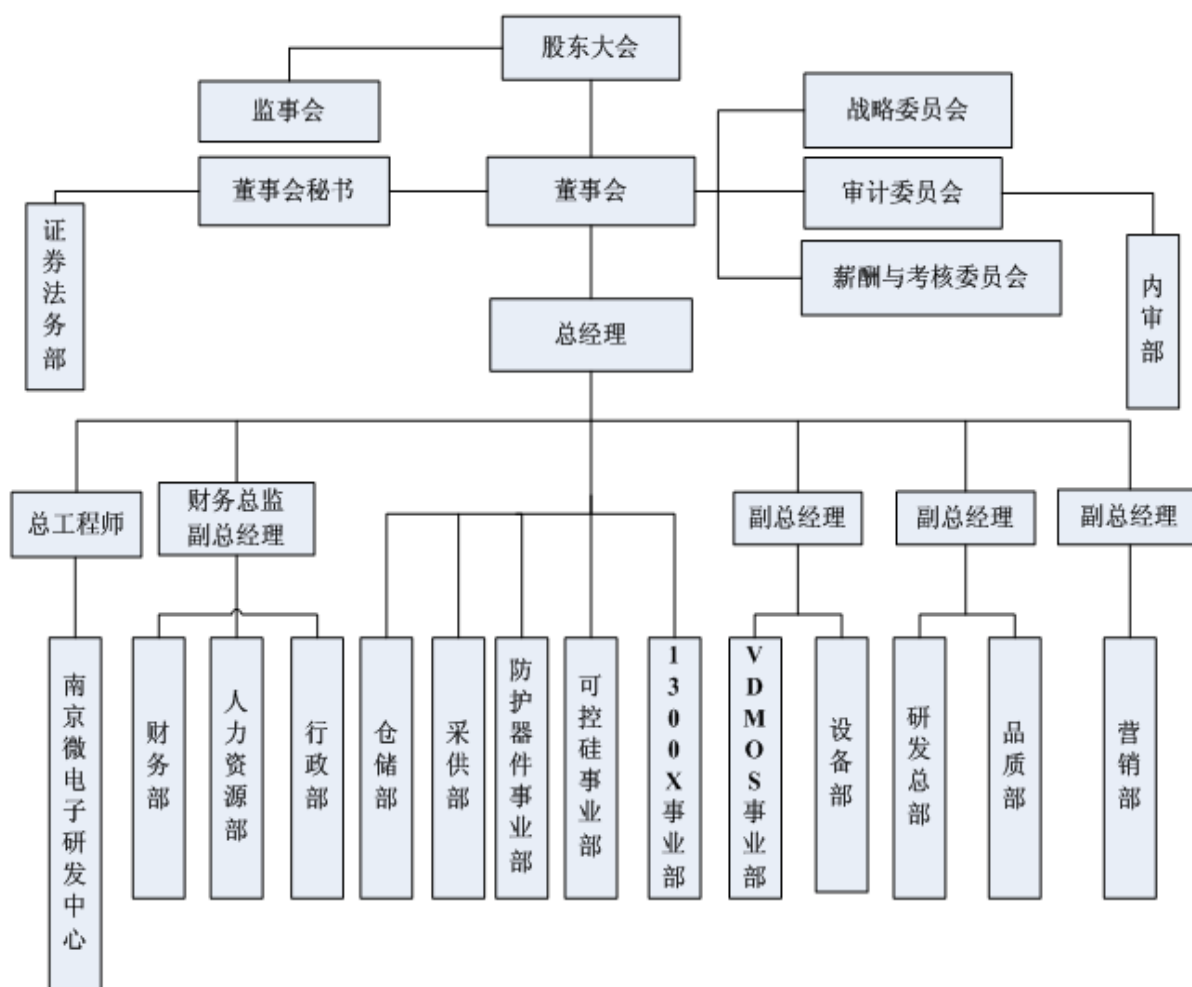 股东大会
监事会
战略委员会
董事会秘书
董事会
审计委员会
证券法务部
薪酬与考核委员会
内审部
总经理
总工程师
财务总监
副总经理
副总经理
副总经理
副总经理
南京微电子研发中心
财务部
人力资源部
行政部
仓储部
采供部
防护器件事业部
可控硅事业部
1300X事业部
VDMOS事业部
设备部
研发总部
品质部
营销部